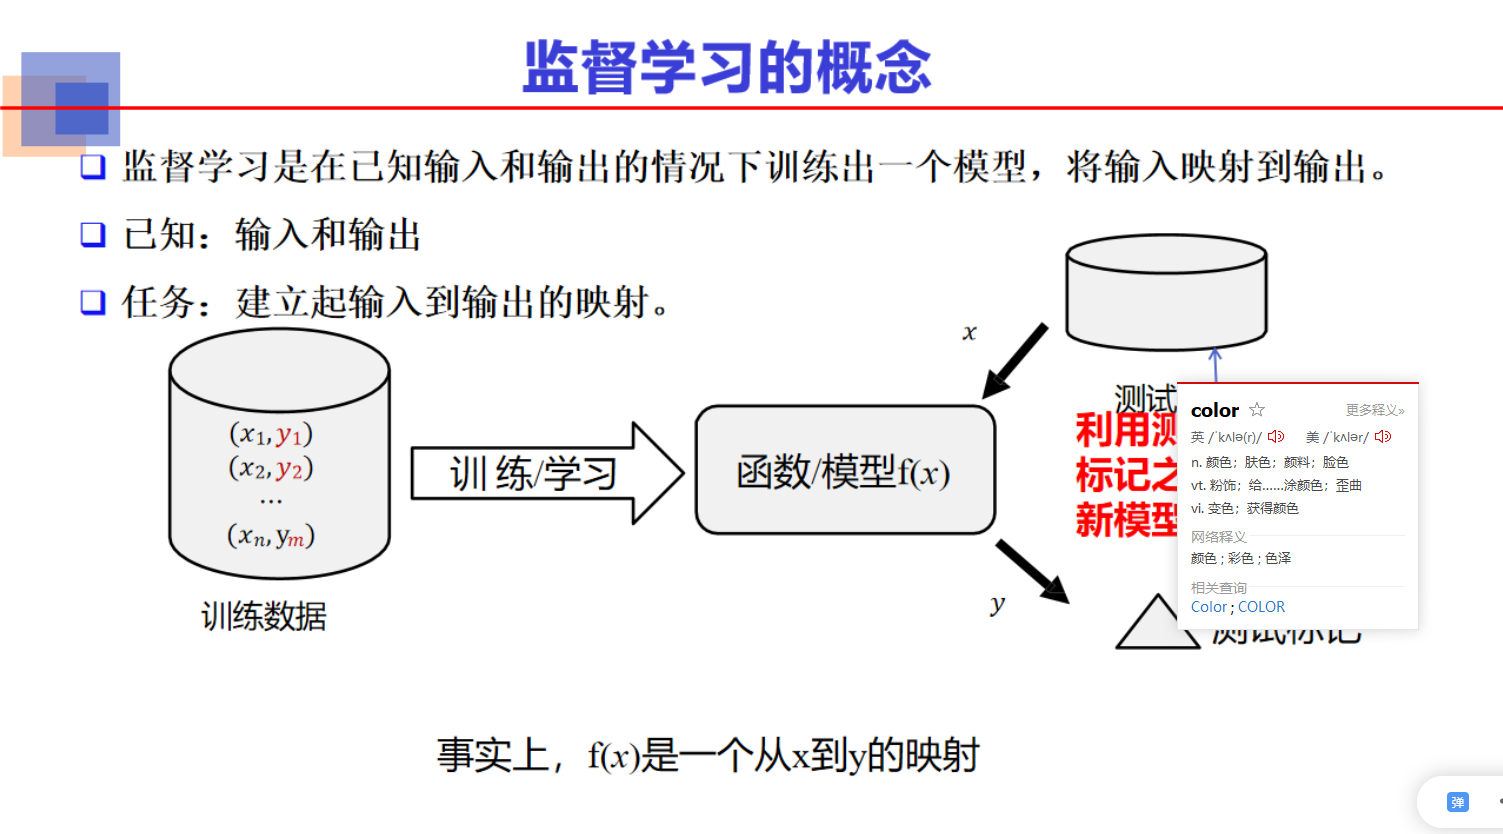 监督学习的概念
监督学习是在已知输入和输出的情况下训练出一个模型，将输入映射到输出。
已知：输入和输出
任务：建立起输入到输出的映射。
(x₁,y₁)
(x₂,y₂)
…
(xₙ,yₘ)
训练数据
训 练/学习
函数/模型f(x)
x
y
测试
利用测
标记之
新模型
color 更多释义»
英 /ˈkʌlə(r)/ 美 /ˈkʌlər/
n. 颜色；肤色；颜料；脸色
vt. 粉饰；给……涂颜色；歪曲
vi. 变色；获得颜色
网络释义
颜色 ; 彩色 ; 色泽
相关查询
Color ; COLOR
测试标记
事实上，f(x)是一个从x到y的映射
弹